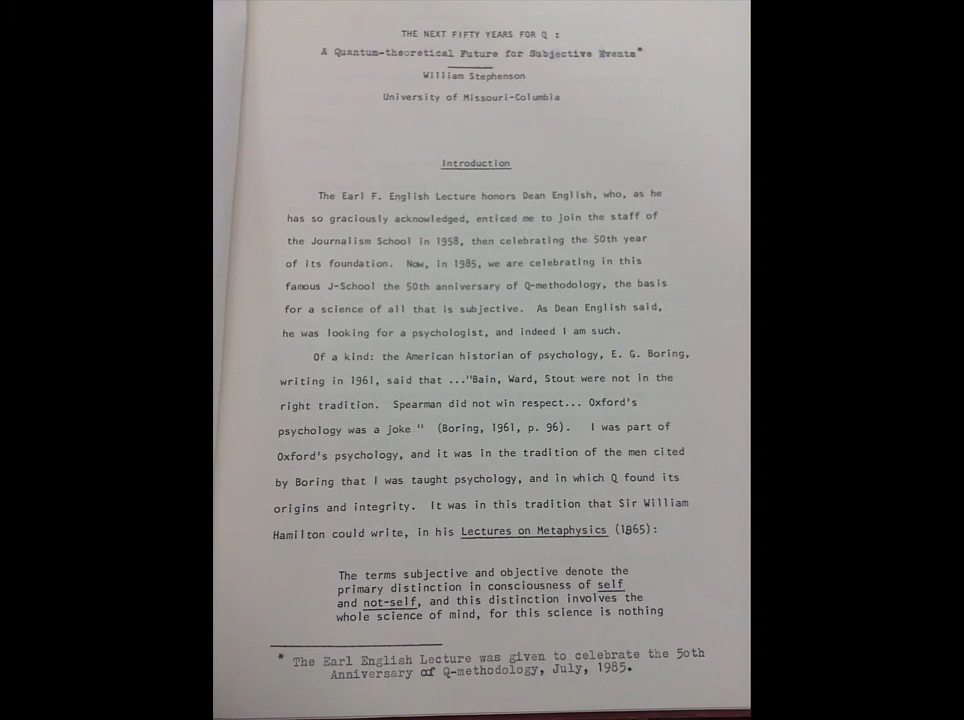 THE NEXT FIFTY YEARS FOR Q :
A Quantum-theoretical Future for Subjective Events*
William Stephenson
University of Missouri-Columbia
Introduction
The Earl F. English Lecture honors Dean English, who, as he
has so graciously acknowledged, enticed me to join the staff of
the Journalism School in 1958, then celebrating the 50th year
of its foundation. Now, in 1985, we are celebrating in this
famous J-School the 50th anniversary of Q-methodology, the basis
for a science of all that is subjective. As Dean English said,
he was looking for a psychologist, and indeed I am such.
Of a kind: the American historian of psychology, E. G. Boring,
writing in 1961, said that ..."Bain, Ward, Stout were not in the
right tradition. Spearman did not win respect... Oxford's
psychology was a joke " (Boring, 1961, p. 96). I was part of
Oxford's psychology, and it was in the tradition of the men cited
by Boring that I was taught psychology, and in which Q found its
origins and integrity. It was in this tradition that Sir William
Hamilton could write, in his Lectures on Metaphysics (1865):
The terms subjective and objective denote the
primary distinction in consciousness of self
and not-self, and this distinction involves the
whole science of mind, for this science is nothing
* The Earl English Lecture was given to celebrate the 50th
Anniversary of Q-methodology, July, 1985.